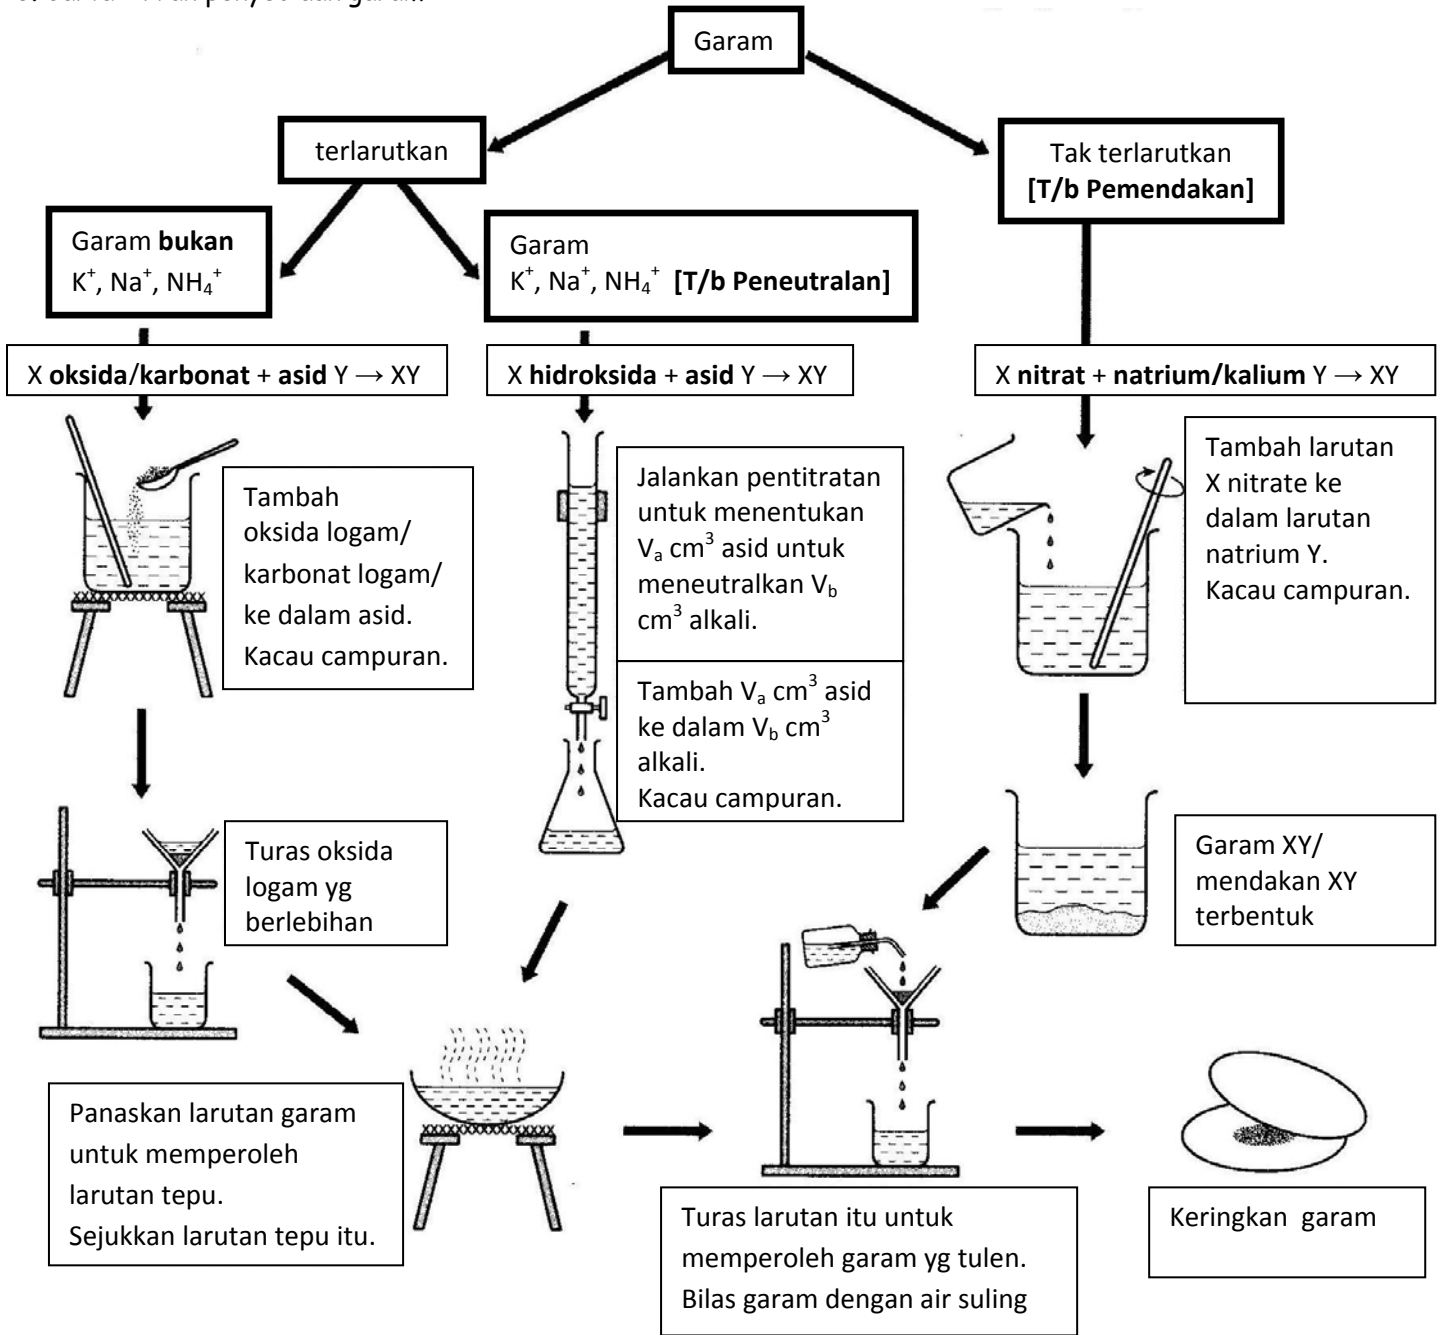 Garam
terlarutkan
Tak terlarutkan
[T/b Pemendakan]
Garam bukan
K⁺, Na⁺, NH₄⁺
Garam
K⁺, Na⁺, NH₄⁺ [T/b Peneutralan]
X oksida/karbonat + asid Y → XY
X hidroksida + asid Y → XY
X nitrat + natrium/kalium Y → XY
Tambah
oksida logam/
karbonat logam/
ke dalam asid.
Kacau campuran.
Jalankan pentitratan
untuk menentukan
Vₐ cm³ asid untuk
meneutralkan V_b
cm³ alkali.
Tambah Vₐ cm³ asid
ke dalam V_b cm³
alkali.
Kacau campuran.
Tambah larutan
X nitrate ke
dalam larutan
natrium Y.
Kacau campuran.
Turas oksida
logam yg
berlebihan
Garam XY/
mendakan XY
terbentuk
Panaskan larutan garam
untuk memperoleh
larutan tepu.
Sejukkan larutan tepu itu.
Turas larutan itu untuk
memperoleh garam yg tulen.
Bilas garam dengan air suling
Keringkan garam